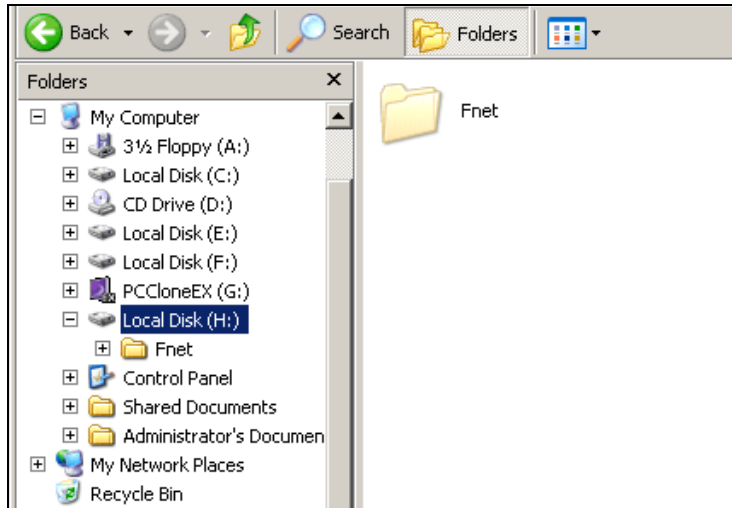 Back Search Folders
Folders
My Computer
3½ Floppy (A:)
Local Disk (C:)
CD Drive (D:)
Local Disk (E:)
Local Disk (F:)
PCCloneEX (G:)
Local Disk (H:)
Fnet
Control Panel
Shared Documents
Administrator's Documen
My Network Places
Recycle Bin
Fnet